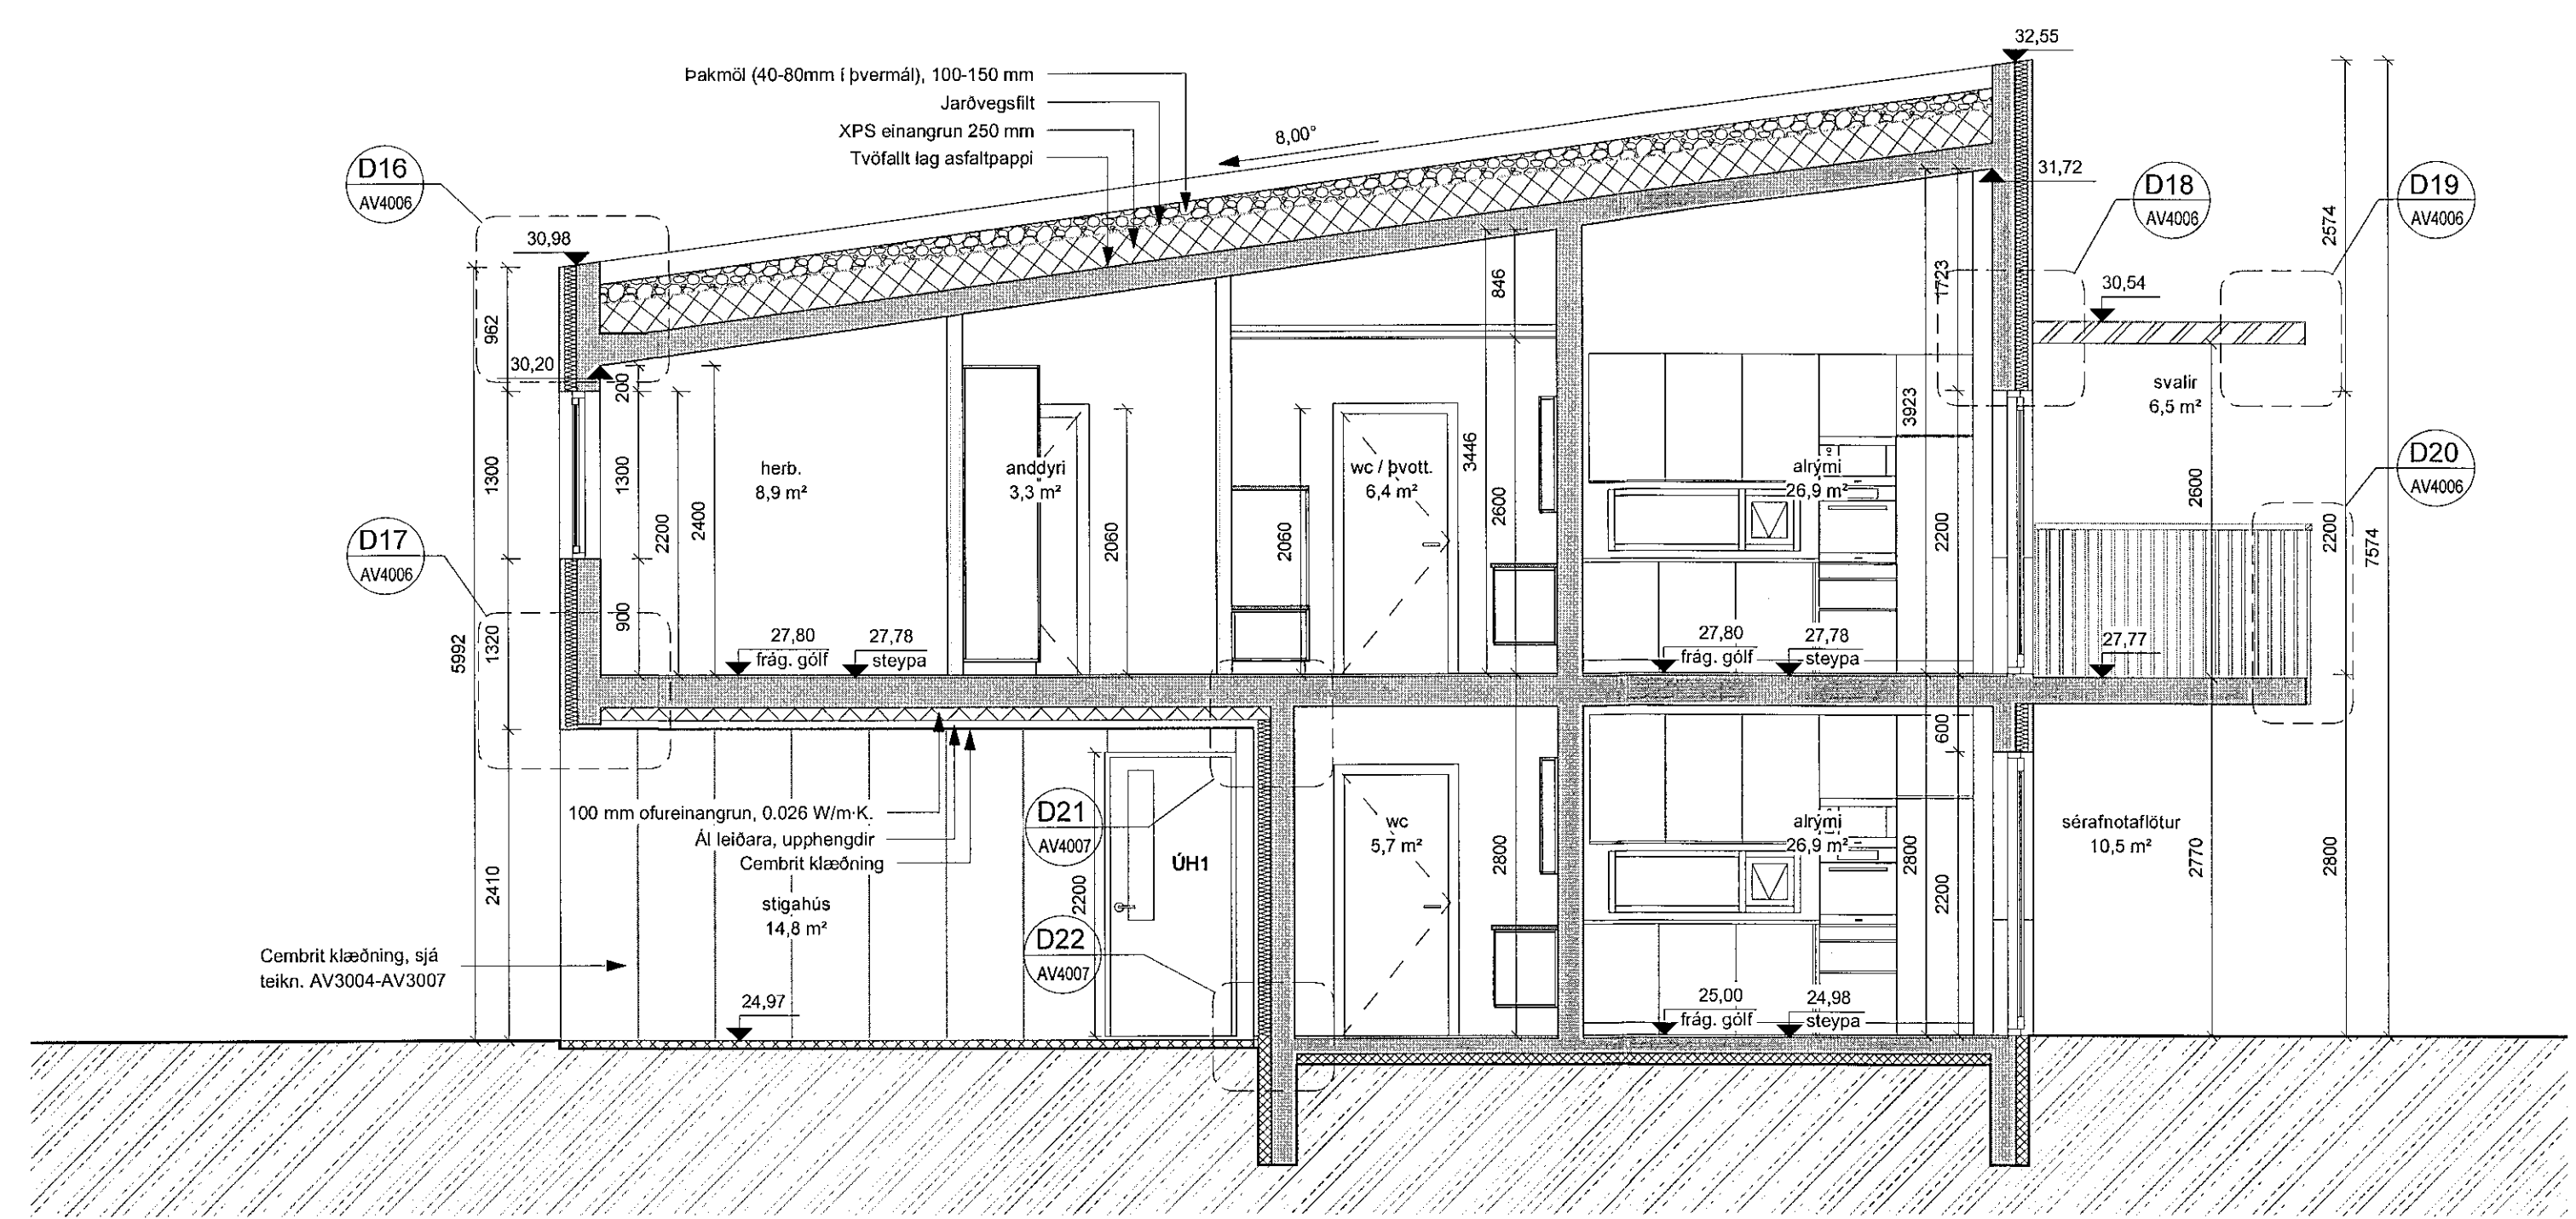 32,55
Þakmöl (40-80mm í þvermál), 100-150 mm
Jarðvegsfilt
XPS einangrun 250 mm
Tvöfallt lag asfaltpappi
8,00°
D16
AV4006
30,98
31,72
D18
AV4006
D19
AV4006
2574
962
30,20
200
846
1723
30,54
svalir
6,5 m²
1300
1300
2200
2400
herb.
8,9 m²
anddyri
3,3 m²
2060
2060
wc / þvott.
6,4 m²
3446
2600
alrými
26,9 m²
3923
2200
2600
2200
7574
D20
AV4006
D17
AV4006
5992
1320
900
27,80
frág. gólf
27,78
steypa
27,80
frág. gólf
27,78
steypa
27,77
600
100 mm ofureinangrun, 0.026 W/m·K.
Ál leiðara, upphengdir
Cembrit klæðning
D21
AV4007
ÚH1
2410
stigahús
14,8 m²
2200
wc
5,7 m²
2800
alrými
26,9 m²
2800
2200
sérafnotaflötur
10,5 m²
2770
2800
D22
AV4007
Cembrit klæðning, sjá
teikn. AV3004-AV3007
24,97
25,00
frág. gólf
24,98
steypa